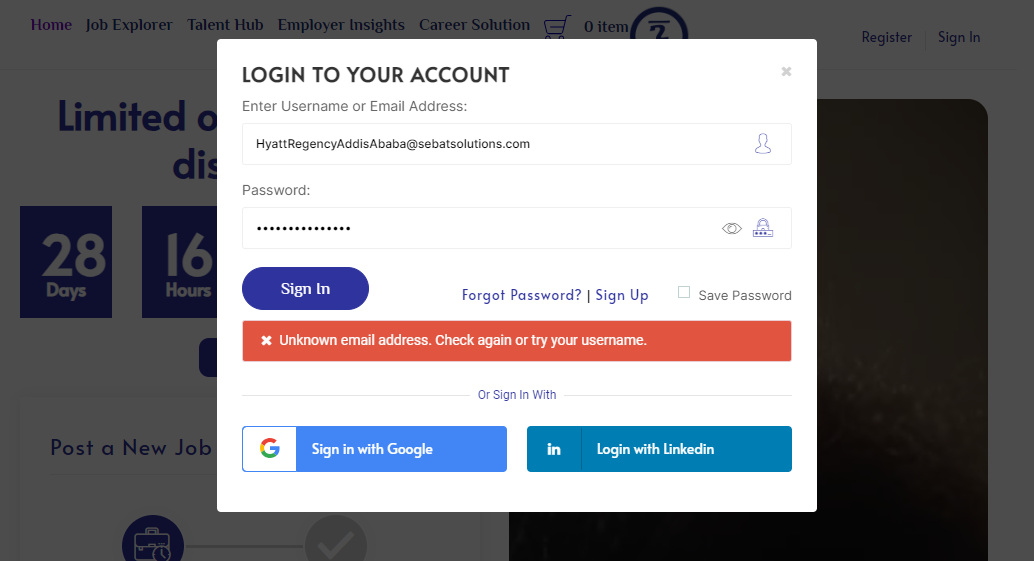 Home Job Explorer Talent Hub Employer Insights Career Solution 0 item
Register Sign In
LOGIN TO YOUR ACCOUNT
Enter Username or Email Address:
HyattRegencyAddisAbaba@sebatsolutions.com
Password:
•••••••••••••••
Sign In
Forgot Password? | Sign Up Save Password
✖ Unknown email address. Check again or try your username.
Or Sign In With
Sign in with Google
in Login with Linkedin
Limited o
dis
28
Days
16
Hours
Post a New Job